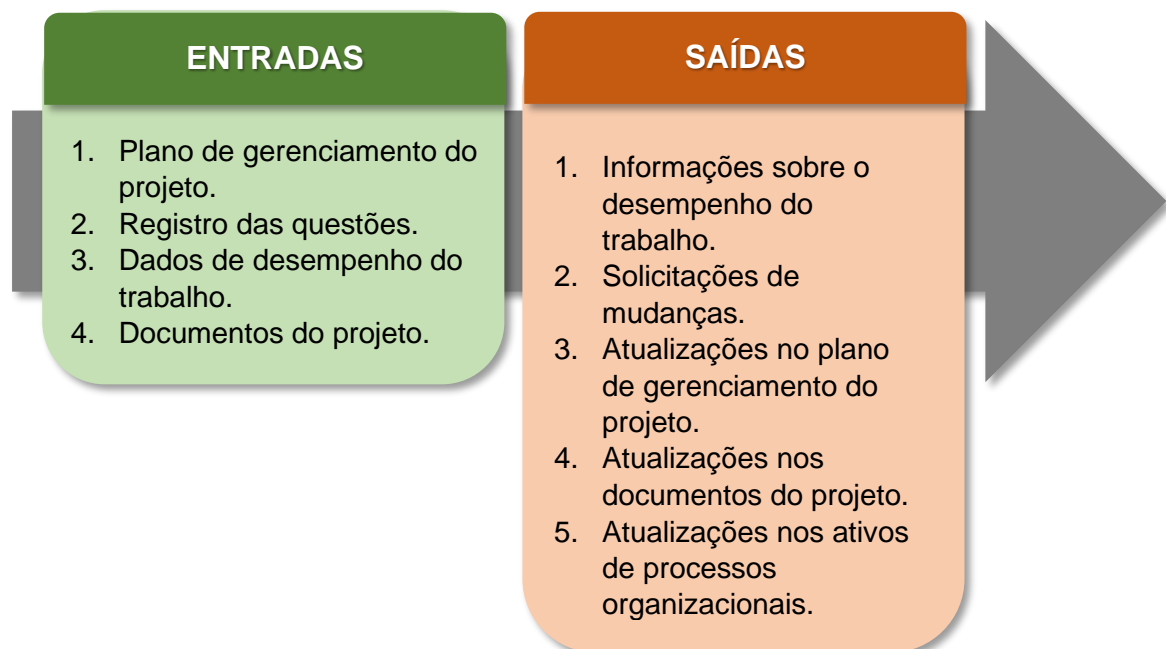 ENTRADAS
1. Plano de gerenciamento do
projeto.
2. Registro das questões.
3. Dados de desempenho do
trabalho.
4. Documentos do projeto.
SAÍDAS
1. Informações sobre o
desempenho do
trabalho.
2. Solicitações de
mudanças.
3. Atualizações no plano
de gerenciamento do
projeto.
4. Atualizações nos
documentos do projeto.
5. Atualizações nos ativos
de processos
organizacionais.